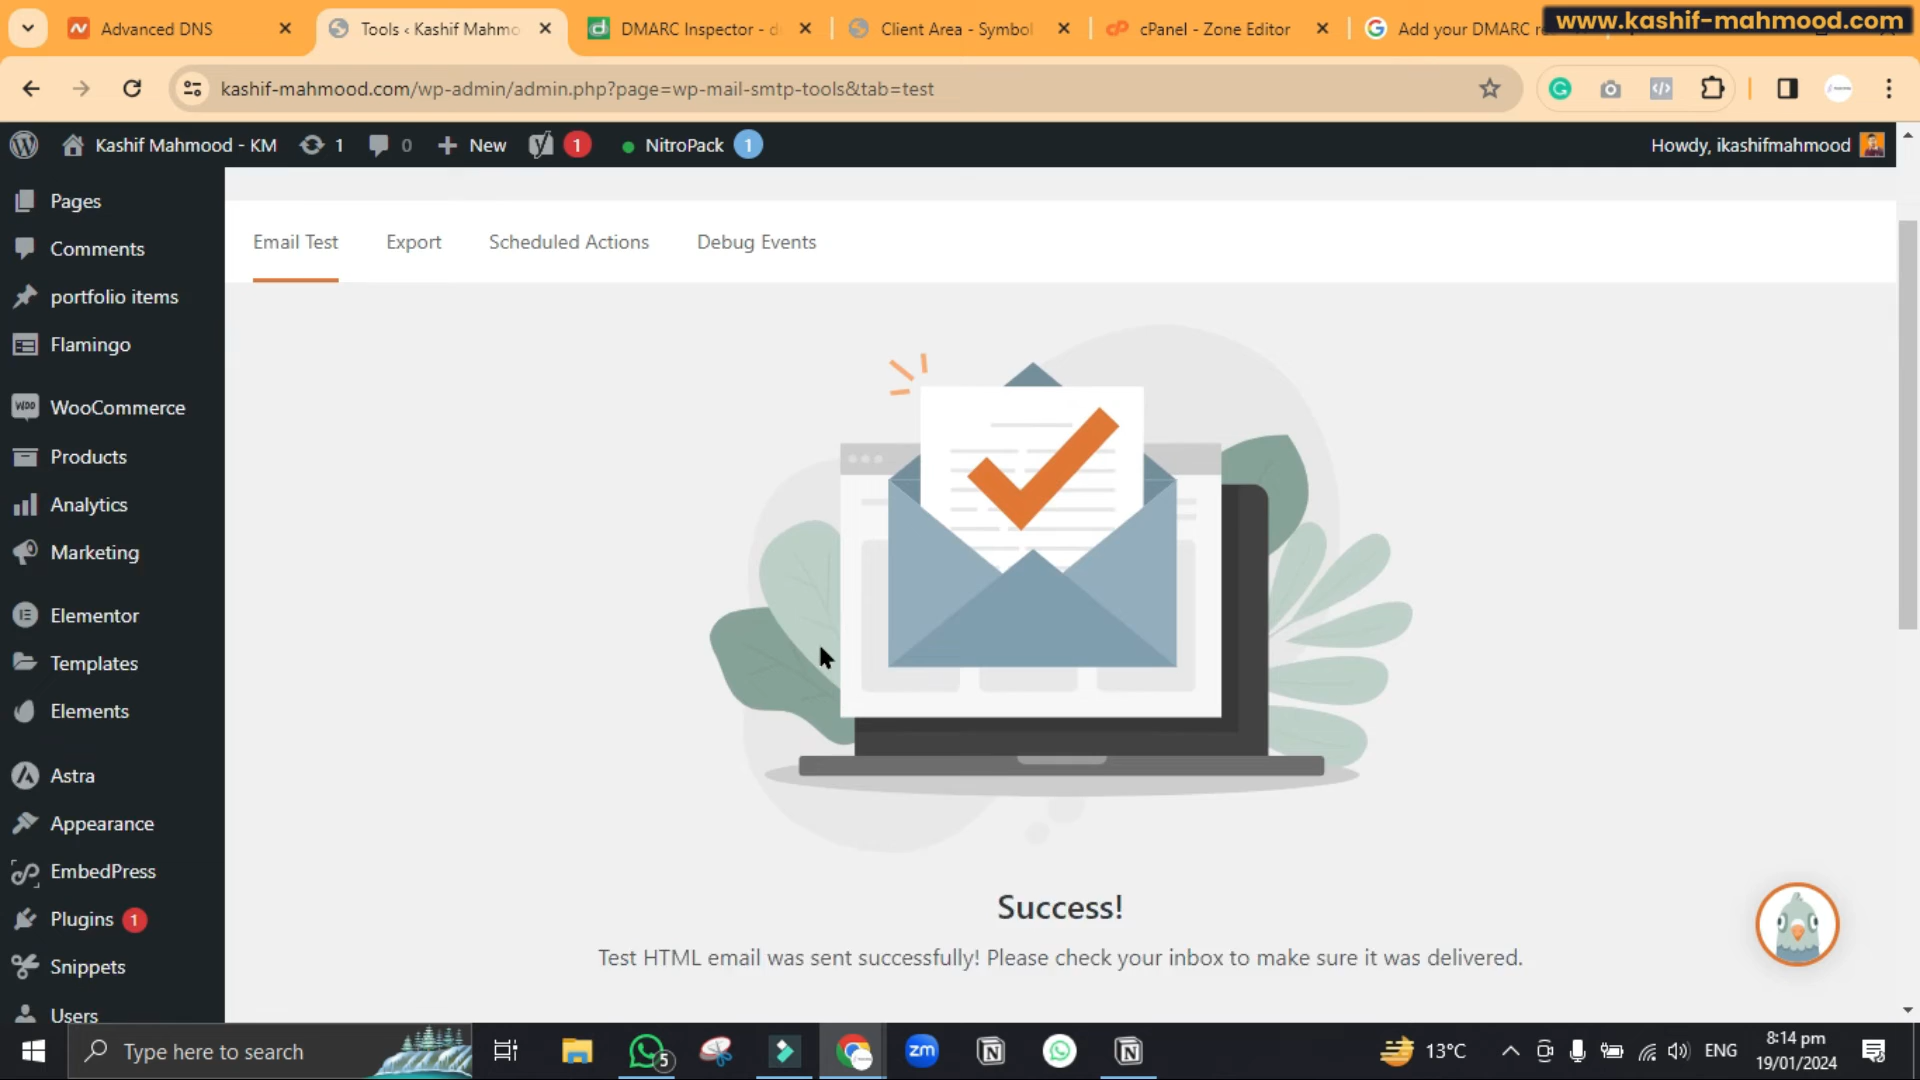 Advanced DNS
Tools ‹ Kashif Mahmo
DMARC Inspector - d
Client Area - Symbol
cP cPanel - Zone Editor
Add your DMARC re
www.kashif-mahmood.com
kashif-mahmood.com/wp-admin/admin.php?page=wp-mail-smtp-tools&tab=test
Kashif Mahmood - KM
1
0
New
1
NitroPack
1
Howdy, ikashifmahmood
Pages
Comments
portfolio items
Flamingo
WooCommerce
Products
Analytics
Marketing
Elementor
Templates
Elements
Astra
Appearance
EmbedPress
Plugins 1
Snippets
Users
Email Test
Export
Scheduled Actions
Debug Events
Success!
Test HTML email was sent successfully! Please check your inbox to make sure it was delivered.
Type here to search
5
zm
13°C
ENG
8:14 pm
19/01/2024